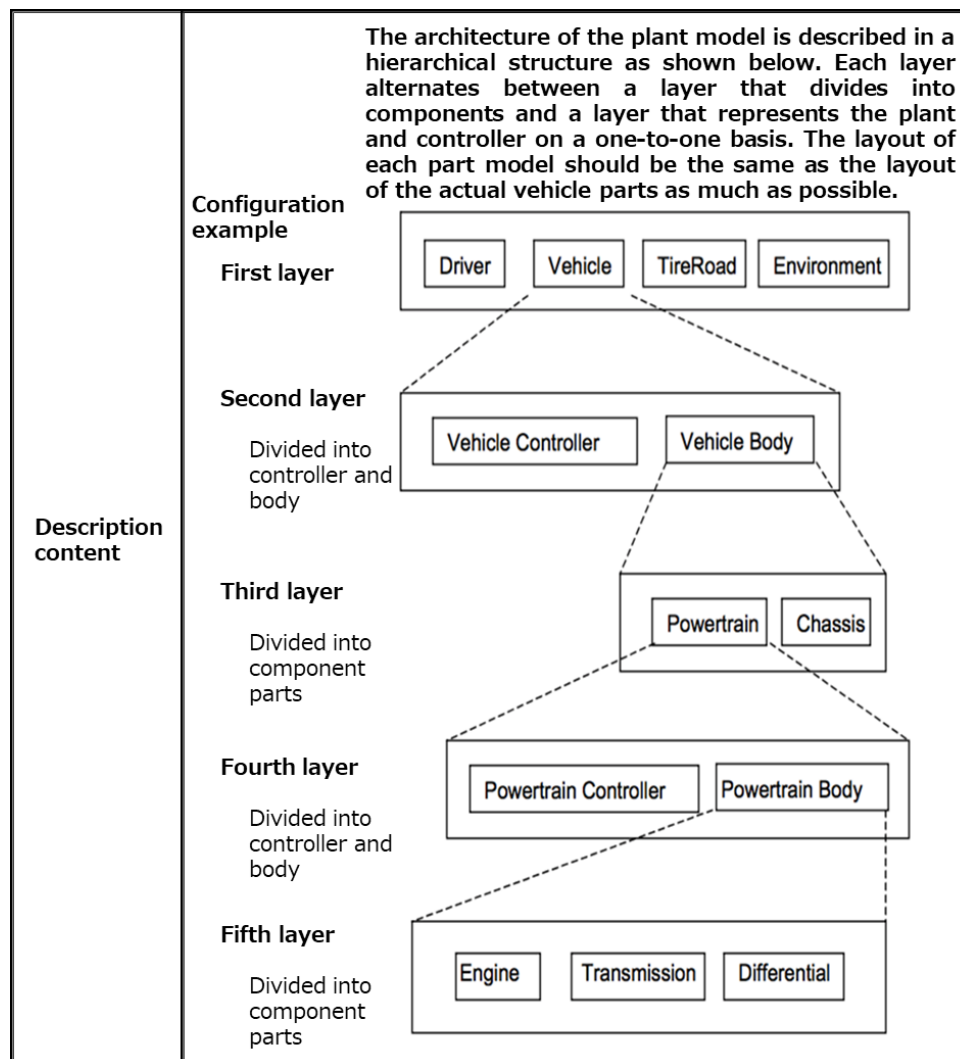 The architecture of the plant model is described in a
hierarchical structure as shown below. Each layer
alternates between a layer that divides into
components and a layer that represents the plant
and controller on a one-to-one basis. The layout of
each part model should be the same as the layout
of the actual vehicle parts as much as possible.
Configuration
example
First layer
Driver
Vehicle
TireRoad
Environment
Second layer
Divided into
controller and
body
Vehicle Controller
Vehicle Body
Description
content
Third layer
Divided into
component
parts
Powertrain
Chassis
Fourth layer
Divided into
controller and
body
Powertrain Controller
Powertrain Body
Fifth layer
Divided into
component
parts
Engine
Transmission
Differential